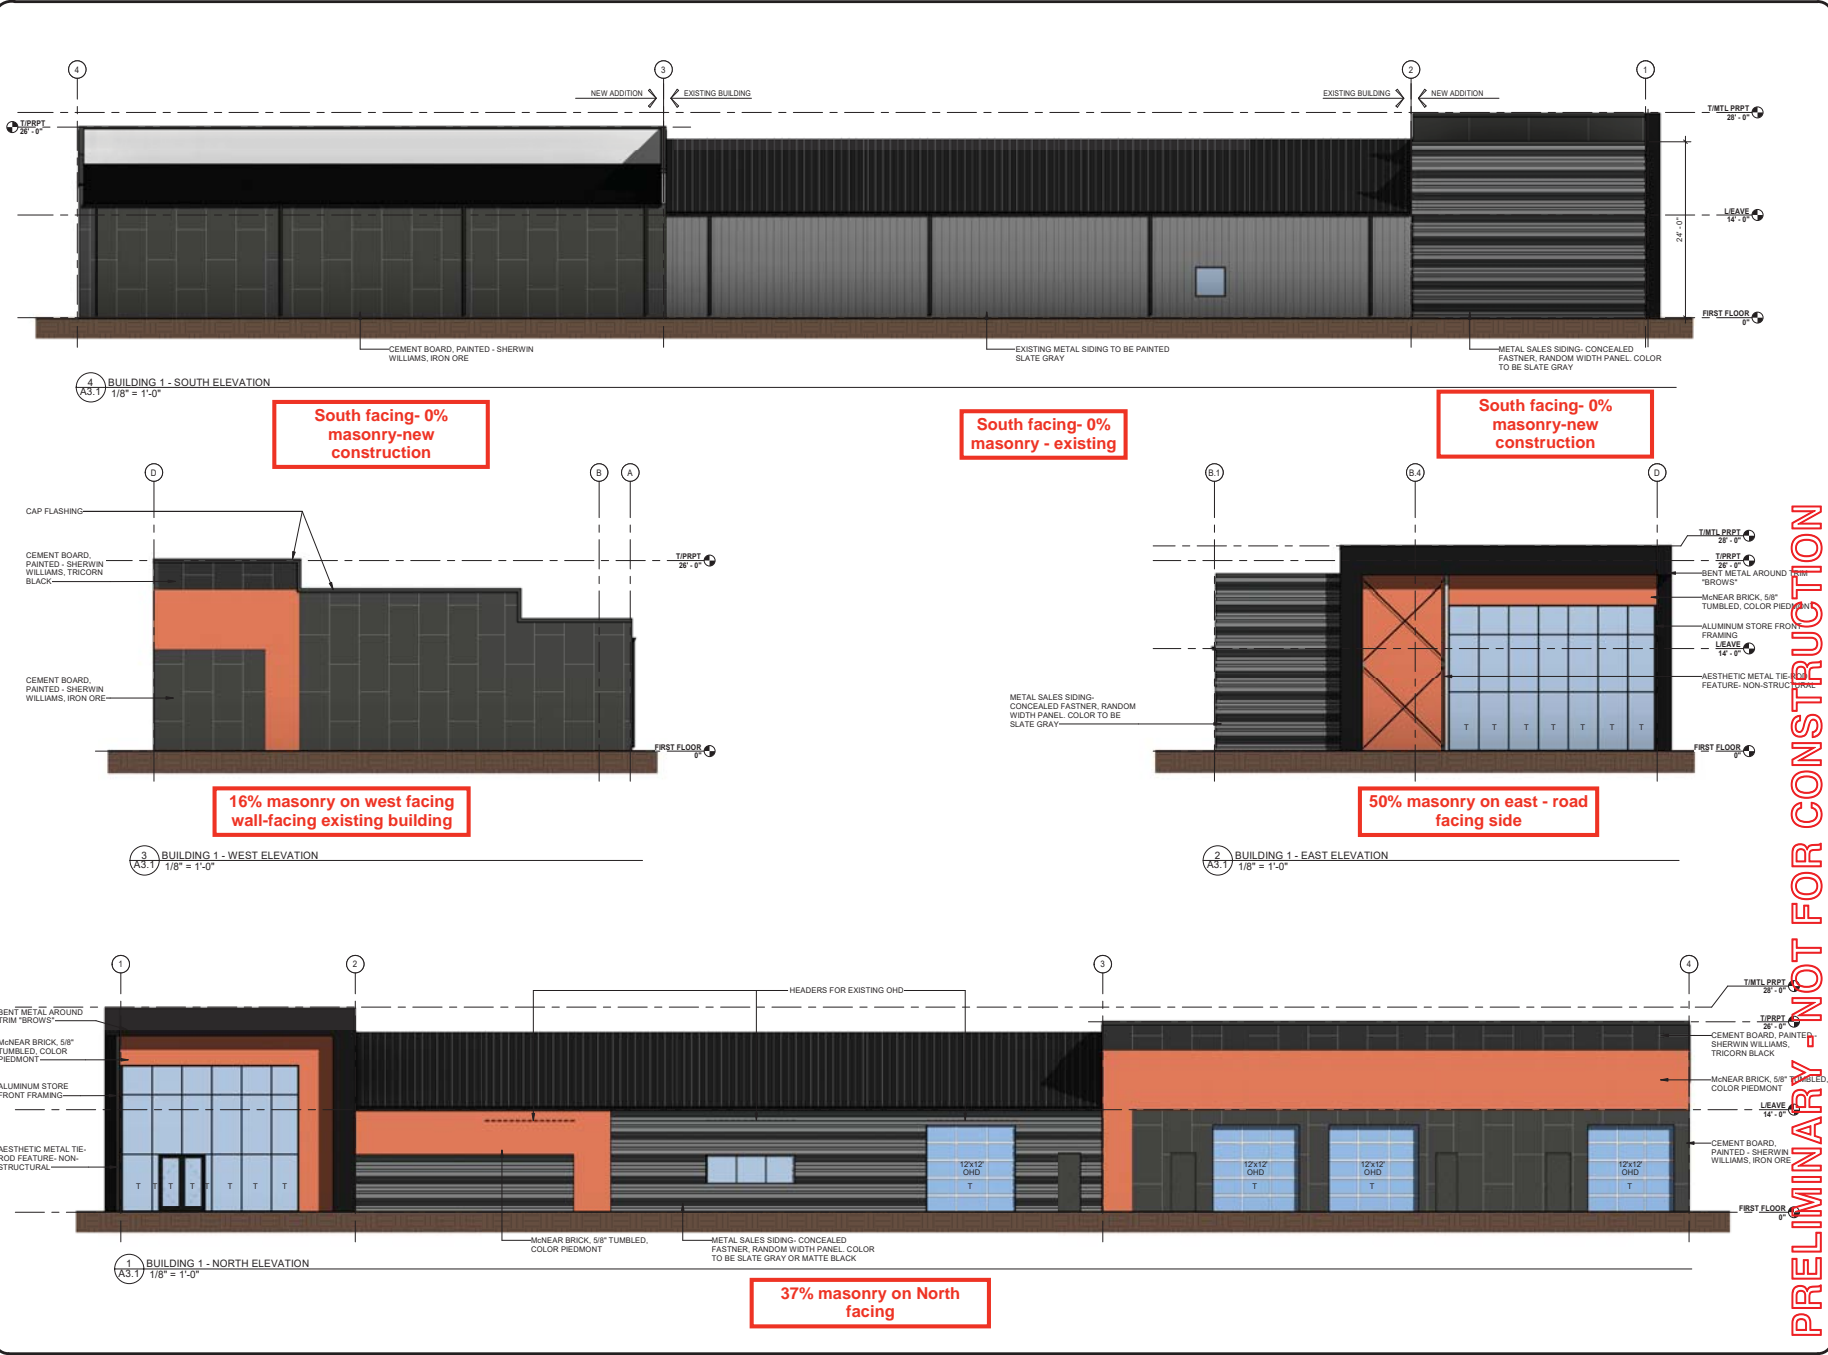 4
3
2
1
NEW ADDITION
EXISTING BUILDING
EXISTING BUILDING
NEW ADDITION
T/PRPT
26' - 0"
T/MTL PRPT
28' - 0"
L/EAVE
14' - 0"
24' - 0"
FIRST FLOOR
0"
CEMENT BOARD, PAINTED - SHERWIN
WILLIAMS, IRON ORE
EXISTING METAL SIDING TO BE PAINTED
SLATE GRAY
METAL SALES SIDING- CONCEALED
FASTNER, RANDOM WIDTH PANEL. COLOR
TO BE SLATE GRAY
4
A3.1
BUILDING 1 - SOUTH ELEVATION
1/8" = 1'-0"
South facing- 0%
masonry-new
construction
South facing- 0%
masonry - existing
South facing- 0%
masonry-new
construction
D
B
A
CAP FLASHING
CEMENT BOARD,
PAINTED - SHERWIN
WILLIAMS, TRICORN
BLACK
CEMENT BOARD,
PAINTED - SHERWIN
WILLIAMS, IRON ORE
T/PRPT
26' - 0"
FIRST FLOOR
0"
16% masonry on west facing
wall-facing existing building
3
A3.1
BUILDING 1 - WEST ELEVATION
1/8" = 1'-0"
B.1
B.4
D
METAL SALES SIDING-
CONCEALED FASTNER, RANDOM
WIDTH PANEL. COLOR TO BE
SLATE GRAY
T/MTL PRPT
28' - 0"
T/PRPT
26' - 0"
BENT METAL AROUND TRIM
"BROWS"
McNEAR BRICK, 5/8"
TUMBLED, COLOR PIEDMONT
ALUMINUM STORE FRONT
FRAMING
L/EAVE
14' - 0"
AESTHETIC METAL TIE-ROD
FEATURE- NON-STRUCTURAL
T T T T T T T
FIRST FLOOR
0"
50% masonry on east - road
facing side
2
A3.1
BUILDING 1 - EAST ELEVATION
1/8" = 1'-0"
1
2
3
4
HEADERS FOR EXISTING OHD
BENT METAL AROUND
TRIM "BROWS"
McNEAR BRICK, 5/8"
TUMBLED, COLOR
PIEDMONT
ALUMINUM STORE
FRONT FRAMING
AESTHETIC METAL TIE-
ROD FEATURE- NON-
STRUCTURAL
T T T T T T T T
12'x12'
OHD
T
12'x12'
OHD
T
12'x12'
OHD
T
12'x12'
OHD
T
T/MTL PRPT
28' - 0"
T/PRPT
26' - 0"
CEMENT BOARD, PAINTED -
SHERWIN WILLIAMS,
TRICORN BLACK
McNEAR BRICK, 5/8" TUMBLED,
COLOR PIEDMONT
L/EAVE
14' - 0"
CEMENT BOARD,
PAINTED - SHERWIN
WILLIAMS, IRON ORE
FIRST FLOOR
0"
McNEAR BRICK, 5/8" TUMBLED,
COLOR PIEDMONT
METAL SALES SIDING- CONCEALED
FASTNER, RANDOM WIDTH PANEL. COLOR
TO BE SLATE GRAY OR MATTE BLACK
1
A3.1
BUILDING 1 - NORTH ELEVATION
1/8" = 1'-0"
37% masonry on North
facing
PRELIMINARY - NOT FOR CONSTRUCTION